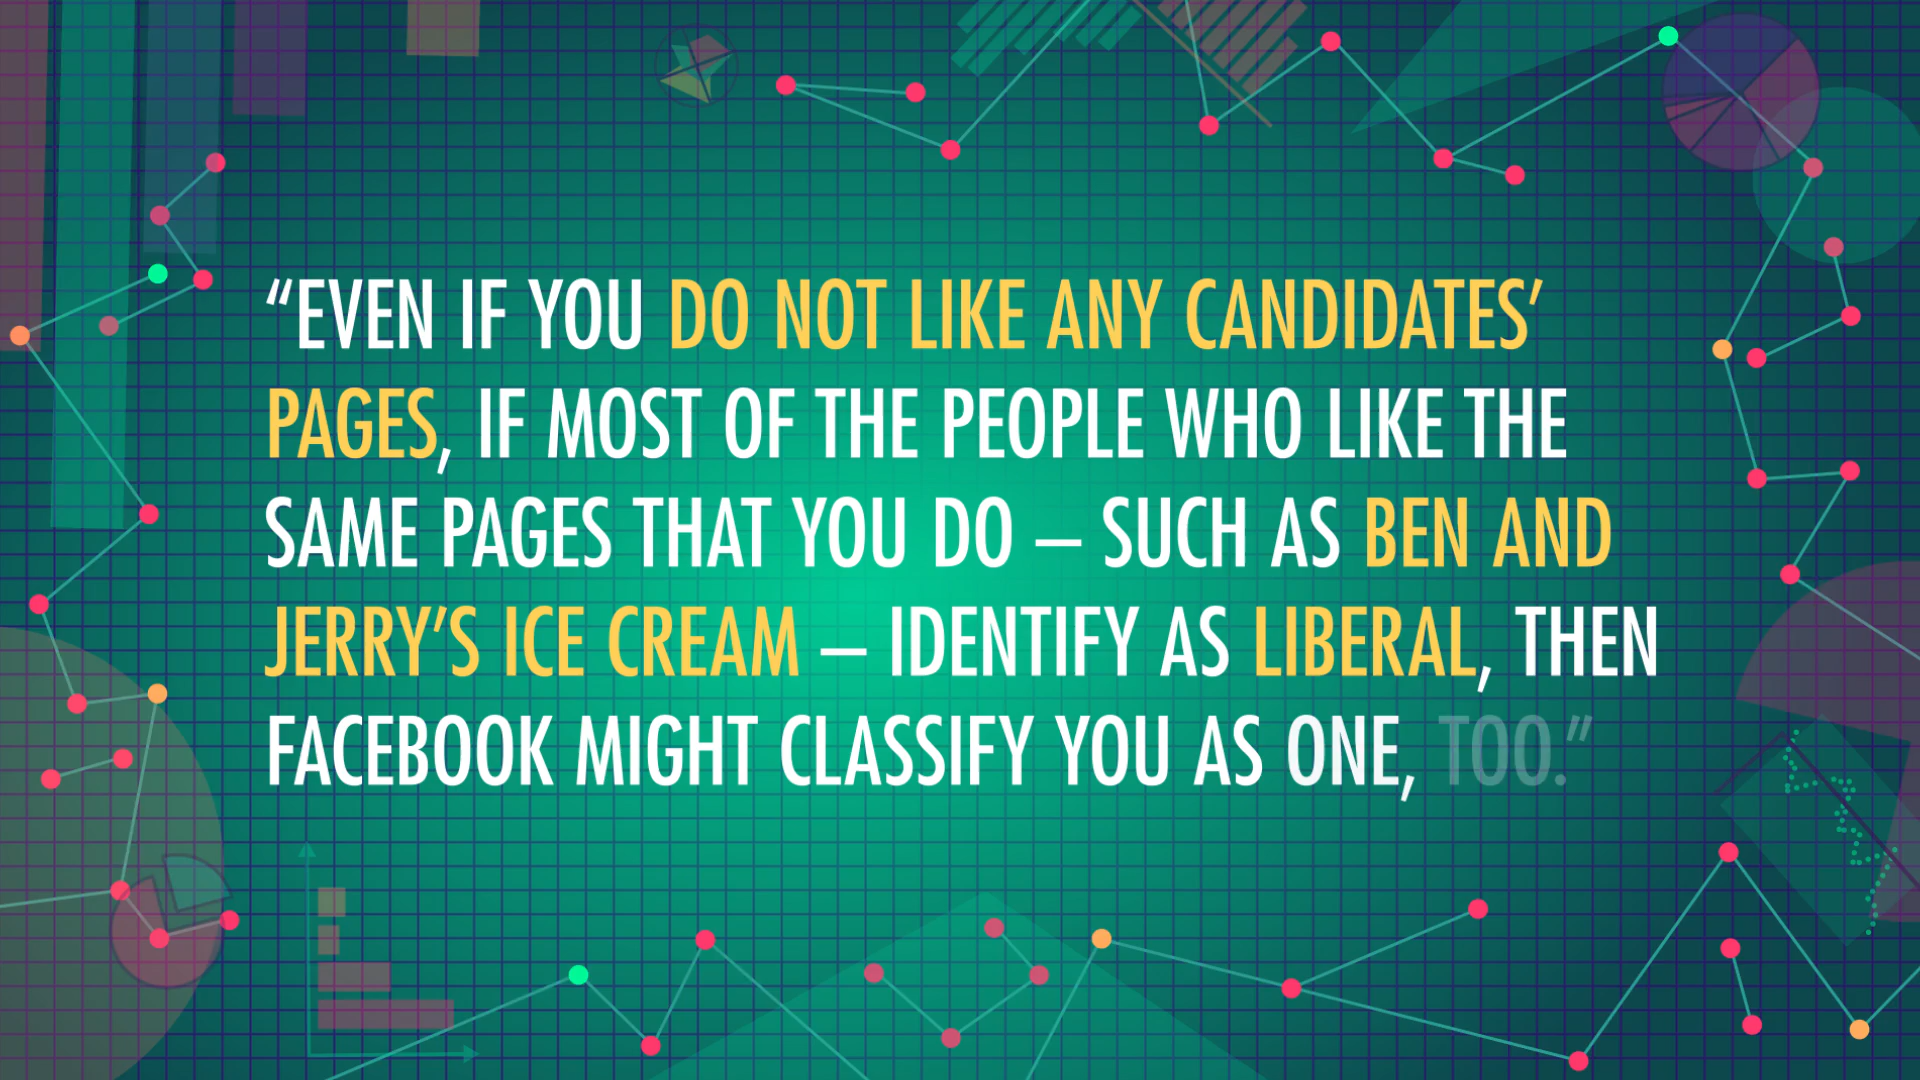 “EVEN IF YOU DO NOT LIKE ANY CANDIDATES’
PAGES, IF MOST OF THE PEOPLE WHO LIKE THE
SAME PAGES THAT YOU DO – SUCH AS BEN AND
JERRY’S ICE CREAM – IDENTIFY AS LIBERAL, THEN
FACEBOOK MIGHT CLASSIFY YOU AS ONE, TOO.”